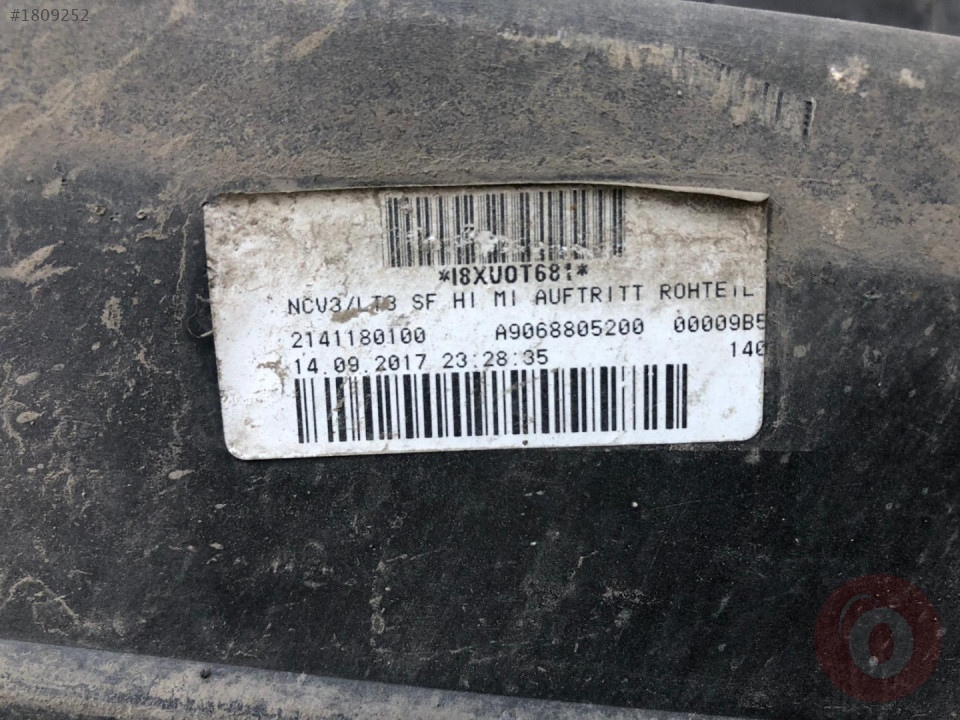 #1809252
*I8XUOT68!*
NCV3/LT3 SF HI MI AUFTRITT ROHTEIL
2141180100 A9068805200 00009B5
14.09.2017 23:28:35 140
O